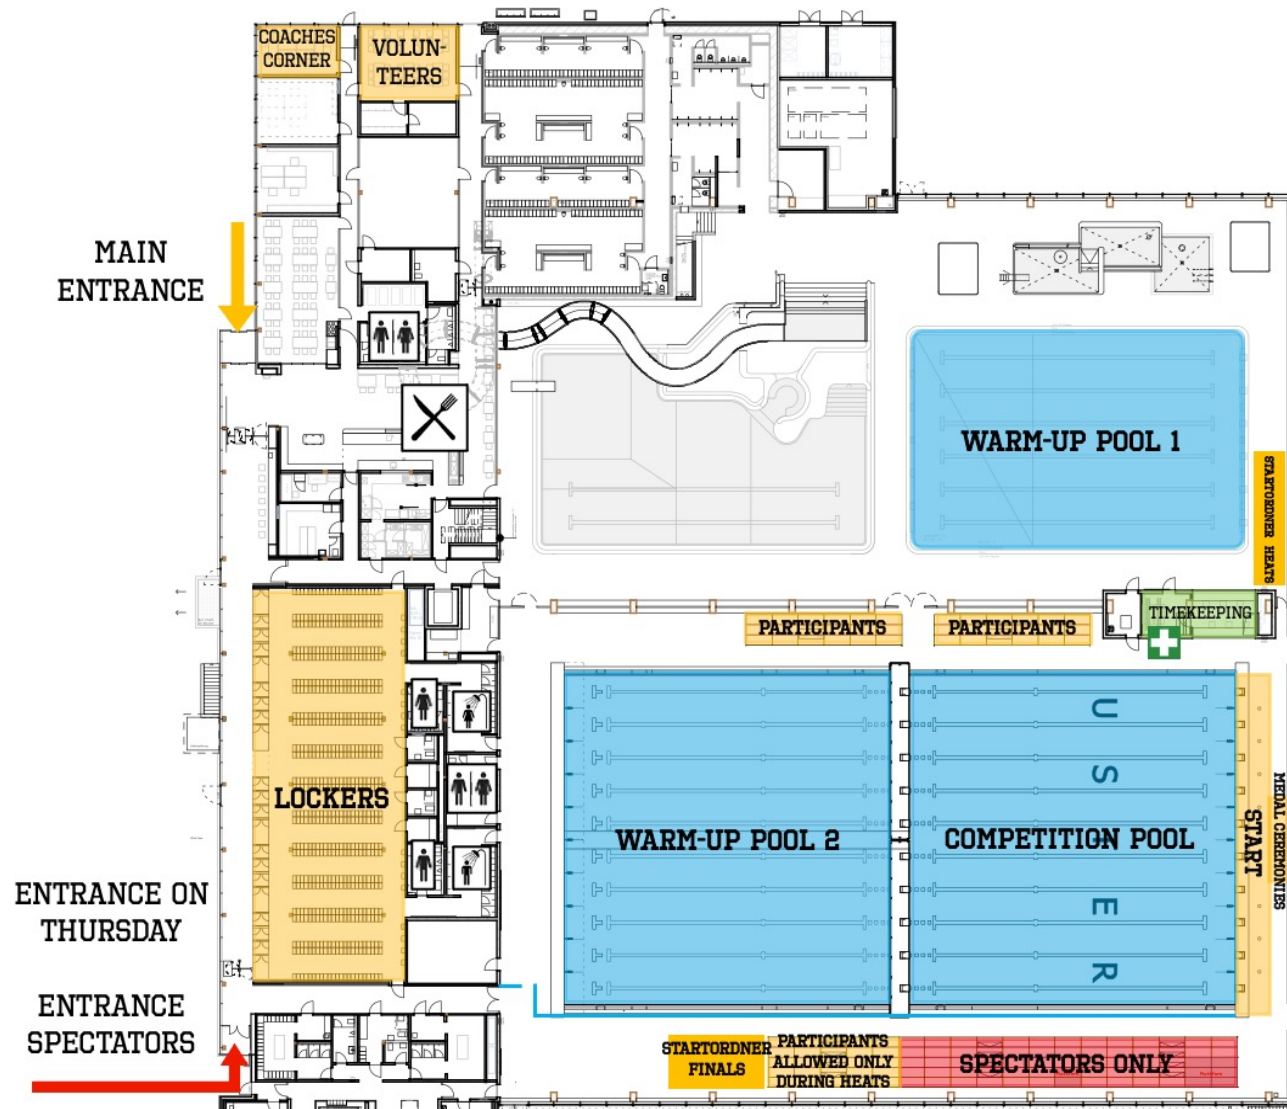 COACHES
CORNER
VOLUN-
TEERS
MAIN
ENTRANCE
WARM-UP POOL 1
STARTORDNER HEATS
TIMEKEEPING
PARTICIPANTS
PARTICIPANTS
LOCKERS
WARM-UP POOL 2
COMPETITION POOL
USTER
START
MEDAL CEREMONIES
ENTRANCE ON
THURSDAY
ENTRANCE
SPECTATORS
STARTORDNER
FINALS
PARTICIPANTS
ALLOWED ONLY
DURING HEATS
SPECTATORS ONLY